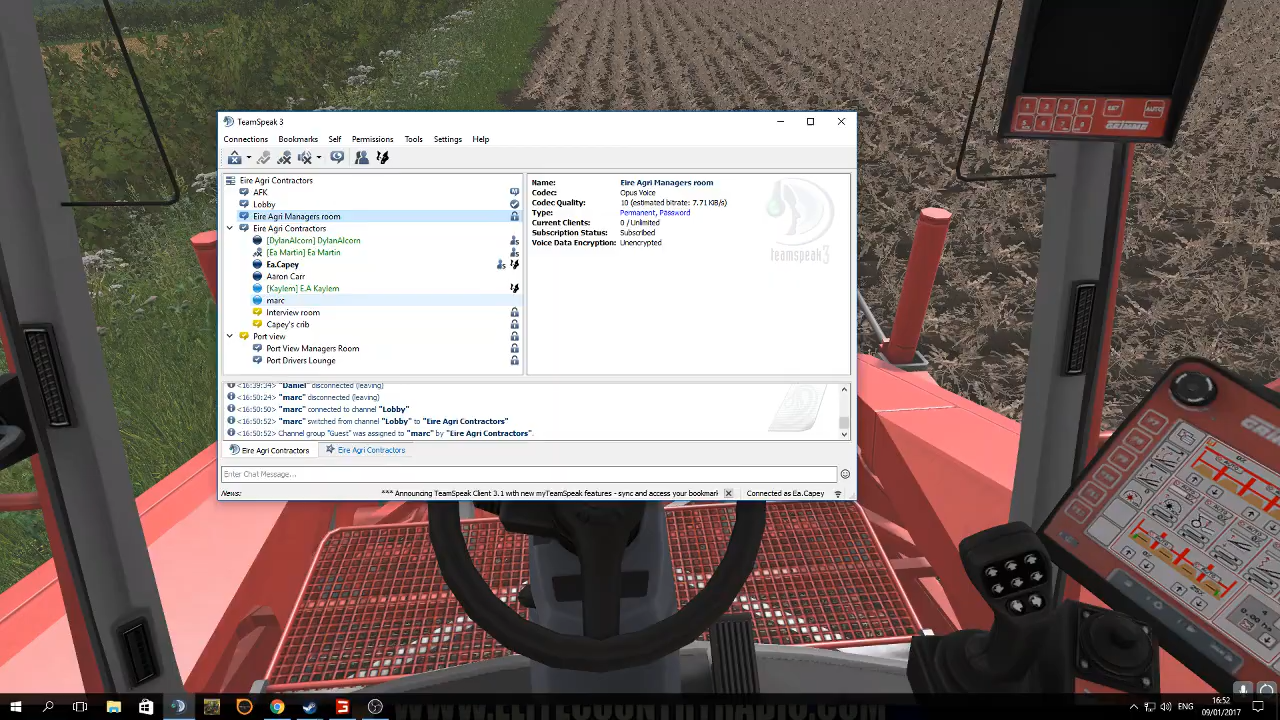 TeamSpeak 3
Connections Bookmarks Self Permissions Tools Settings Help
Eire Agri Contractors
AFK
Lobby
Eire Agri Managers room
Eire Agri Contractors
[DylanAlcorn] DylanAlcorn
[Ea Martin] Ea Martin
Ea.Capey
Aaron Carr
[Kaylem] E.A Kaylem
marc
Interview room
Capey's crib
Port view
Port View Managers Room
Port Drivers Lounge
Name: Eire Agri Managers room
Codec: Opus Voice
Codec Quality: 10 (estimated bitrate: 7.71 KiB/s)
Type: Permanent, Password
Current Clients: 0 / Unlimited
Subscription Status: Subscribed
Voice Data Encryption: Unencrypted
teamspeak3
<16:39:34> "Daniel" disconnected (leaving)
<16:50:24> "marc" disconnected (leaving)
<16:50:50> "marc" connected to channel "Lobby"
<16:50:52> "marc" switched from channel "Lobby" to "Eire Agri Contractors"
<16:50:52> Channel group "Guest" was assigned to "marc" by "Eire Agri Contractors".
Eire Agri Contractors Eire Agri Contractors
Enter Chat Message...
News: *** Announcing TeamSpeak Client 3.1 with new myTeamSpeak features - sync and access your bookmar Connected as Ea.Capey
SET AUTO
GRIMME
ENG
16:52
09/01/2017